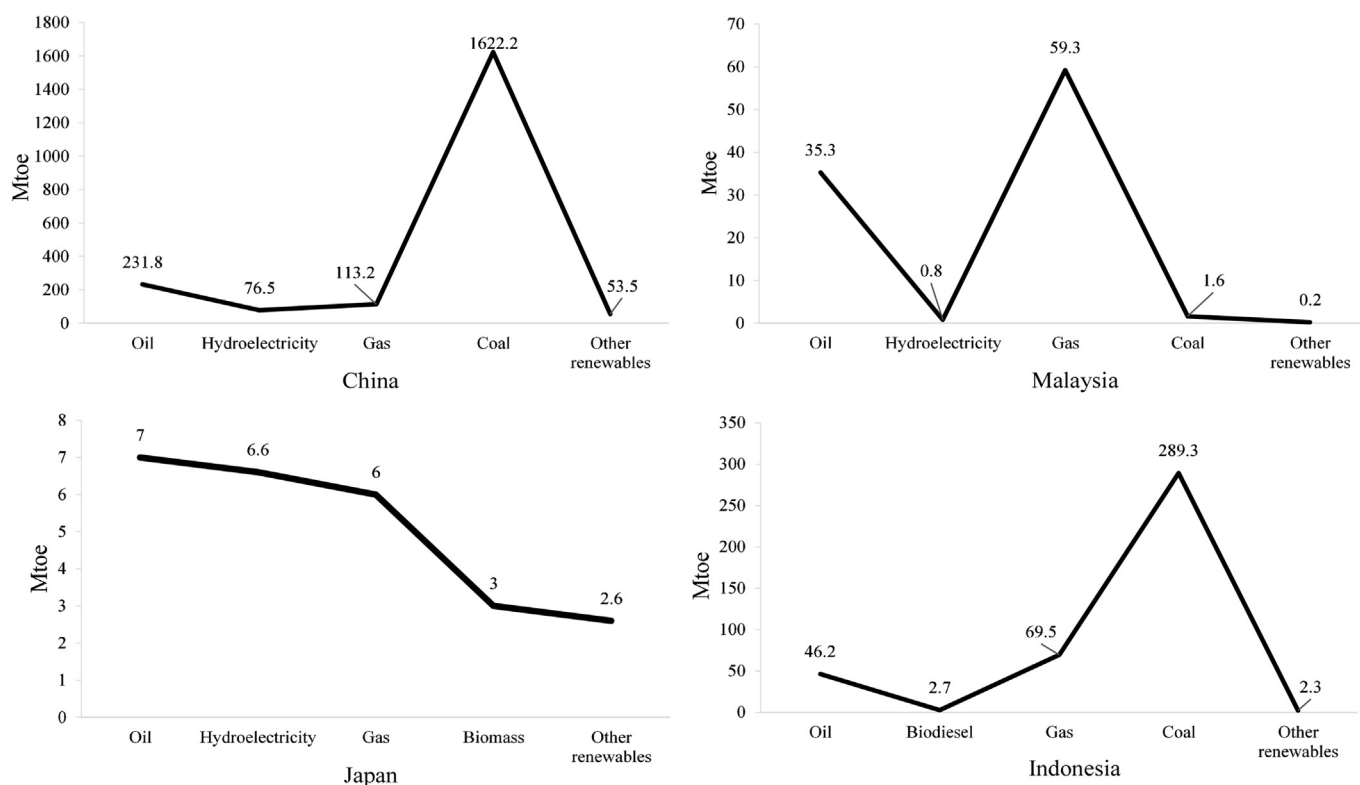 1800
1600
1400
1200
1000
800
600
400
200
0
Mtoe
231.8
76.5
113.2
1622.2
53.5
Oil
Hydroelectricity
Gas
Coal
Other
renewables
China
70
60
50
40
30
20
10
0
Mtoe
35.3
0.8
59.3
1.6
0.2
Oil
Hydroelectricity
Gas
Coal
Other
renewables
Malaysia
8
7
6
5
4
3
2
1
0
Mtoe
7
6.6
6
3
2.6
Oil
Hydroelectricity
Gas
Biomass
Other
renewables
Japan
350
300
250
200
150
100
50
0
Mtoe
46.2
2.7
69.5
289.3
2.3
Oil
Biodiesel
Gas
Coal
Other
renewables
Indonesia